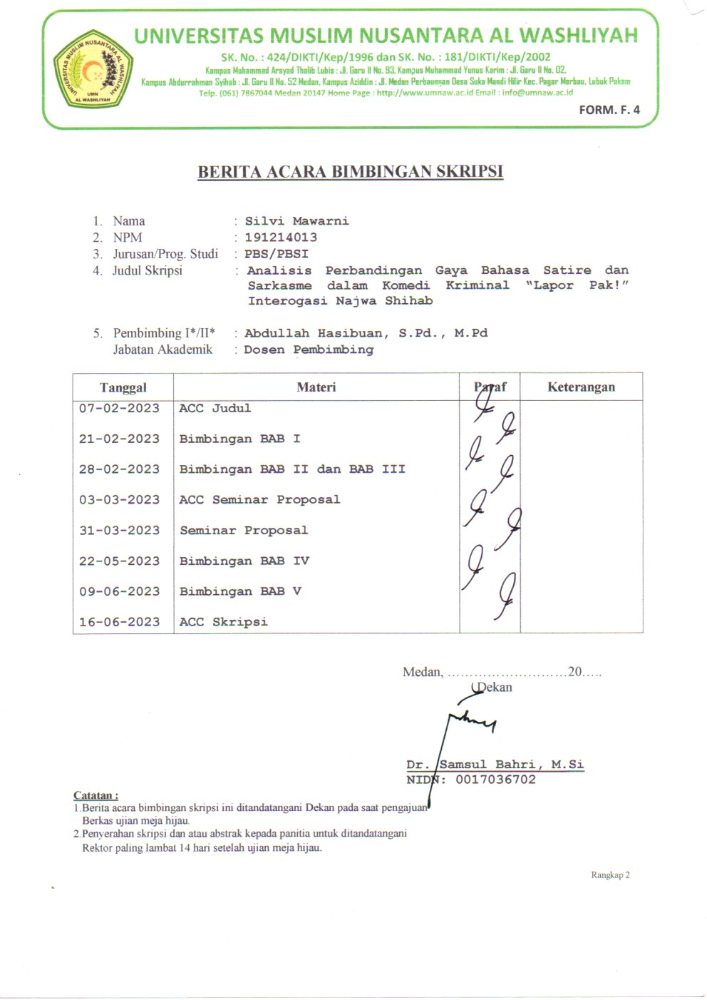 UNIVERSITAS MUSLIM NUSANTARA AL WASHLIYAH
SK. No. : 424/DIKTI/Kep/1996 dan SK. No. : 181/DIKTI/Kep/2002
Kampus Muhammad Arsyad Thalib Lubis : Jl. Garu II No. 93, Kampus Muhammad Yunus Karim : Jl. Garu II No. 02,
Kampus Abdurrahman Syihab : Jl. Garu II No. 52 Medan, Kampus Aziddin : Jl. Medan Perbaungan Desa Suka Mandi Hilir Kec. Pagar Merbau, Lubuk Pakam
Telp. (061) 7867044 Medan 20147 Home Page : http://www.umnaw.ac.id Email : info@umnaw.ac.id
UNIVERSITAS MUSLIM NUSANTARA AL WASHLIYAH
UMN
AL WASHLIYAH
FORM. F. 4
BERITA ACARA BIMBINGAN SKRIPSI
1. Nama : Silvi Mawarni
2. NPM : 191214013
3. Jurusan/Prog. Studi : PBS/PBSI
4. Judul Skripsi : Analisis Perbandingan Gaya Bahasa Satire dan
Sarkasme dalam Komedi Kriminal “Lapor Pak!”
Interogasi Najwa Shihab
5. Pembimbing I*/II* : Abdullah Hasibuan, S.Pd., M.Pd
Jabatan Akademik : Dosen Pembimbing
Tanggal Materi Paraf Keterangan
07-02-2023 ACC Judul
21-02-2023 Bimbingan BAB I
28-02-2023 Bimbingan BAB II dan BAB III
03-03-2023 ACC Seminar Proposal
31-03-2023 Seminar Proposal
22-05-2023 Bimbingan BAB IV
09-06-2023 Bimbingan BAB V
16-06-2023 ACC Skripsi
Medan, ...........................20.....
Dekan
Dr. Samsul Bahri, M.Si
NIDN: 0017036702
Catatan :
1.Berita acara bimbingan skripsi ini ditandatangani Dekan pada saat pengajuan
Berkas ujian meja hijau.
2.Penyerahan skripsi dan atau abstrak kepada panitia untuk ditandatangani
Rektor paling lambat 14 hari setelah ujian meja hijau.
Rangkap 2